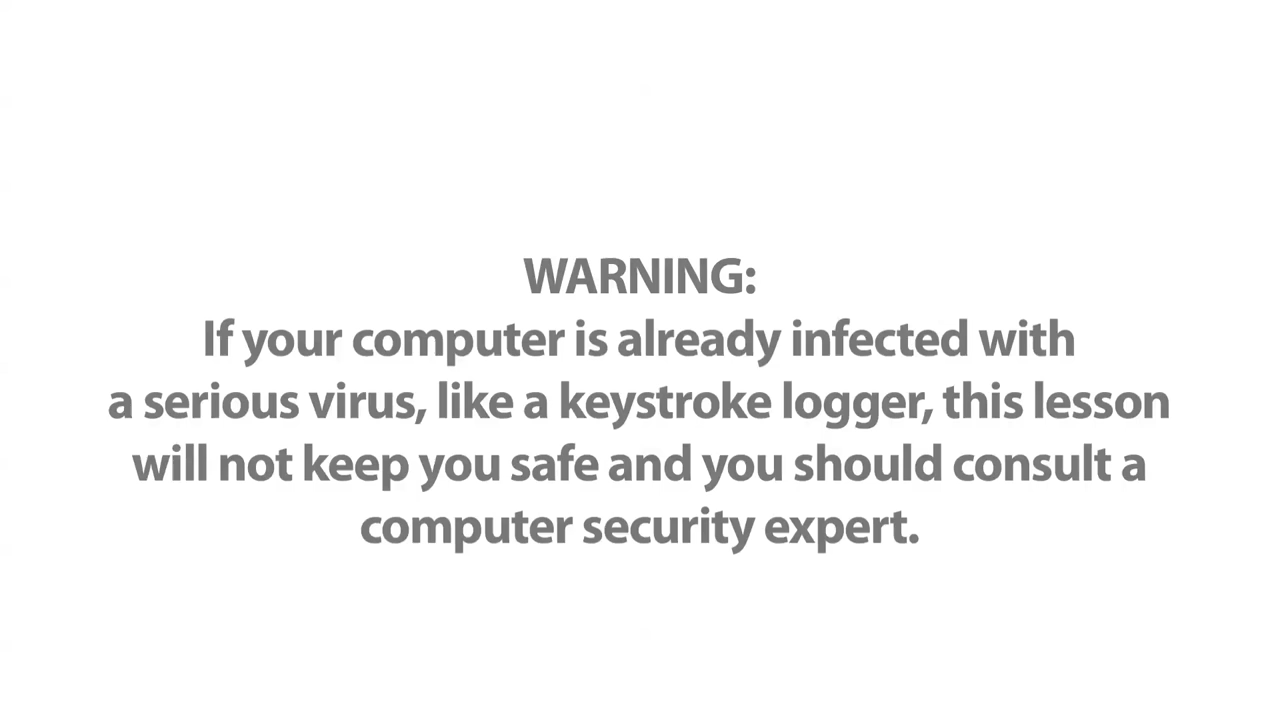 WARNING:
If your computer is already infected with
a serious virus, like a keystroke logger, this lesson
will not keep you safe and you should consult a
computer security expert.